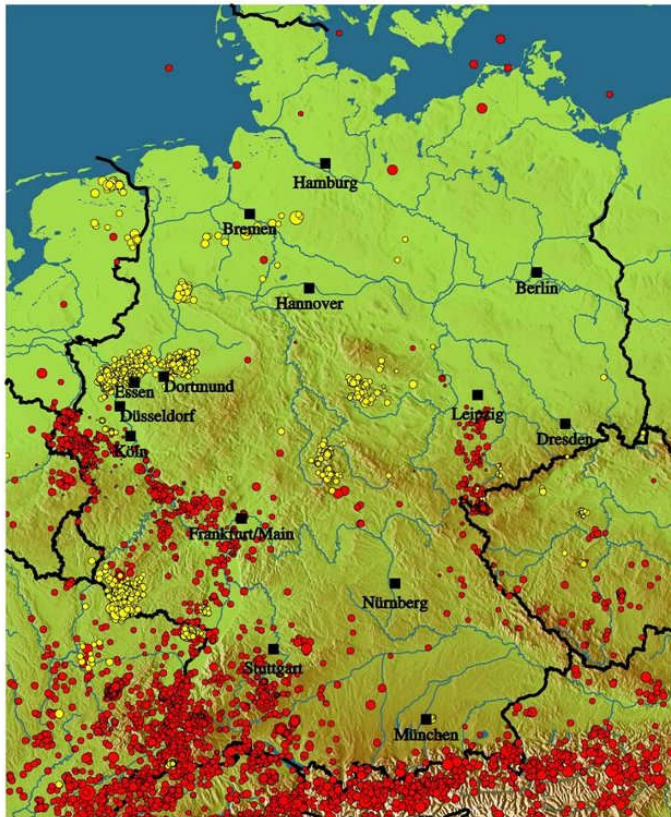 Hamburg
Bremen
Berlin
Hannover
Dortmund
Essen
Düsseldorf
Leipzig
Dresden
Köln
Frankfurt/Main
Nürnberg
Stuttgart
München